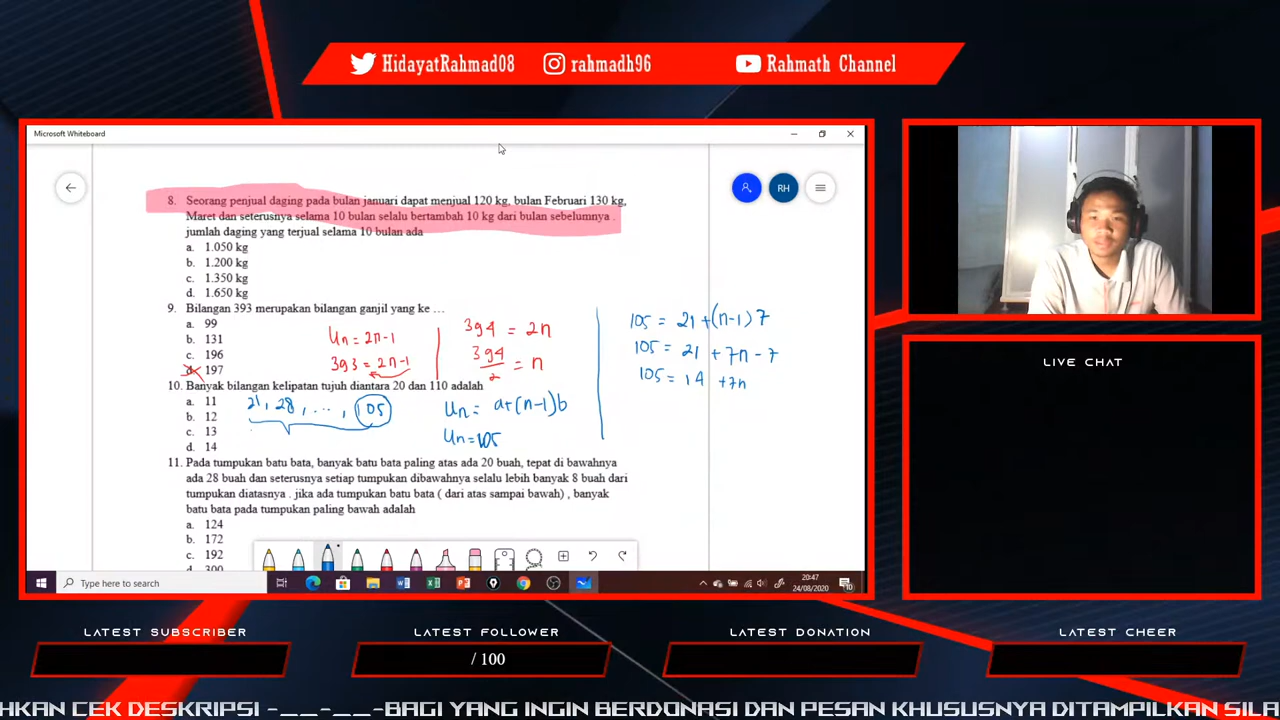 HidayatRahmad08 rahmadh96 Rahmath Channel
Microsoft Whiteboard
RH
8. Seorang penjual daging pada bulan januari dapat menjual 120 kg, bulan Februari 130 kg,
Maret dan seterusnya selama 10 bulan selalu bertambah 10 kg dari bulan sebelumnya .
jumlah daging yang terjual selama 10 bulan ada
a. 1.050 kg
b. 1.200 kg
c. 1.350 kg
d. 1.650 kg
9. Bilangan 393 merupakan bilangan ganjil yang ke …
a. 99
b. 131
c. 196
d. 197
Un = 2n-1
393 = 2n-1
394 = 2n
394/2 = n
10. Banyak bilangan kelipatan tujuh diantara 20 dan 110 adalah
a. 11
b. 12
c. 13
d. 14
21, 28, ..., 105
Un = a+(n-1)b
Un=105
105 = 21+(n-1)7
105 = 21 + 7n - 7
105 = 14 +7n
11. Pada tumpukan batu bata, banyak batu bata paling atas ada 20 buah, tepat di bawahnya
ada 28 buah dan seterusnya setiap tumpukan dibawahnya selalu lebih banyak 8 buah dari
tumpukan diatasnya . jika ada tumpukan batu bata ( dari atas sampai bawah) , banyak
batu bata pada tumpukan paling bawah adalah
a. 124
b. 172
c. 192
d. 300
Type here to search
20:47
24/08/2020
10
LIVE CHAT
LATEST SUBSCRIBER LATEST FOLLOWER LATEST DONATION LATEST CHEER
/ 100
HKAN CEK DESKRIPSI -__-__-BAGI YANG INGIN BERDONASI DAN PESAN KHUSUSNYA DITAMPILKAN SILA